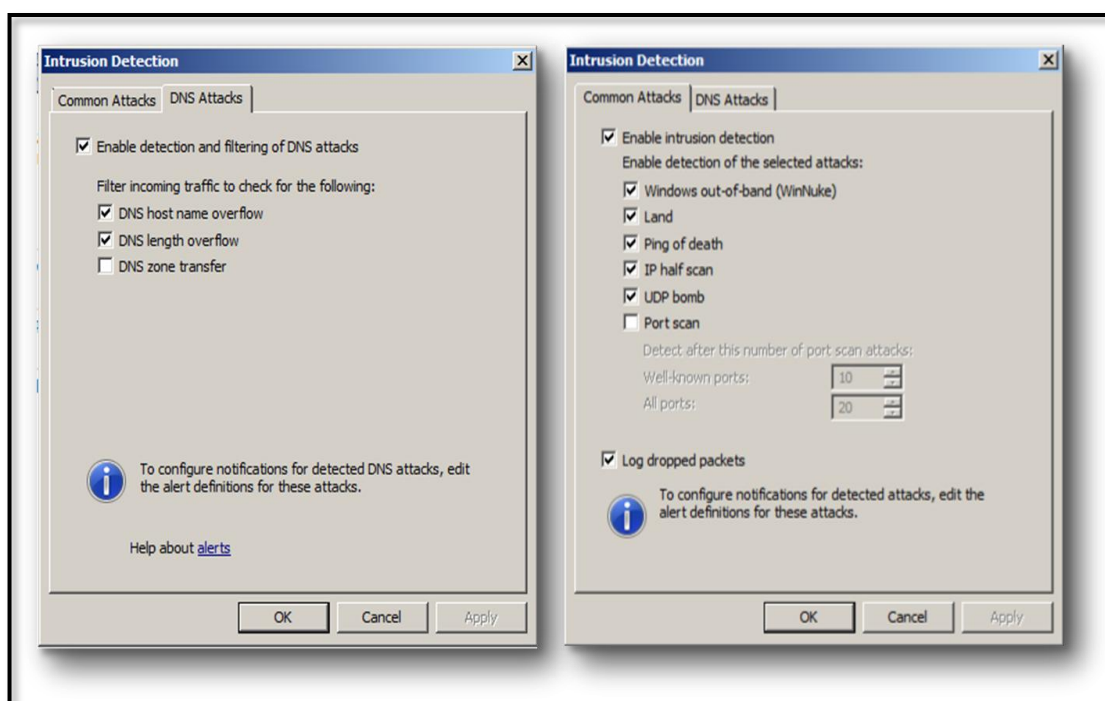 Intrusion Detection
Common Attacks
DNS Attacks
Enable detection and filtering of DNS attacks
Filter incoming traffic to check for the following:
DNS host name overflow
DNS length overflow
DNS zone transfer
To configure notifications for detected DNS attacks, edit
the alert definitions for these attacks.
Help about alerts
OK
Cancel
Apply
Intrusion Detection
Common Attacks
DNS Attacks
Enable intrusion detection
Enable detection of the selected attacks:
Windows out-of-band (WinNuke)
Land
Ping of death
IP half scan
UDP bomb
Port scan
Detect after this number of port scan attacks:
Well-known ports: 10
All ports: 20
Log dropped packets
To configure notifications for detected attacks, edit the
alert definitions for these attacks.
OK
Cancel
Apply